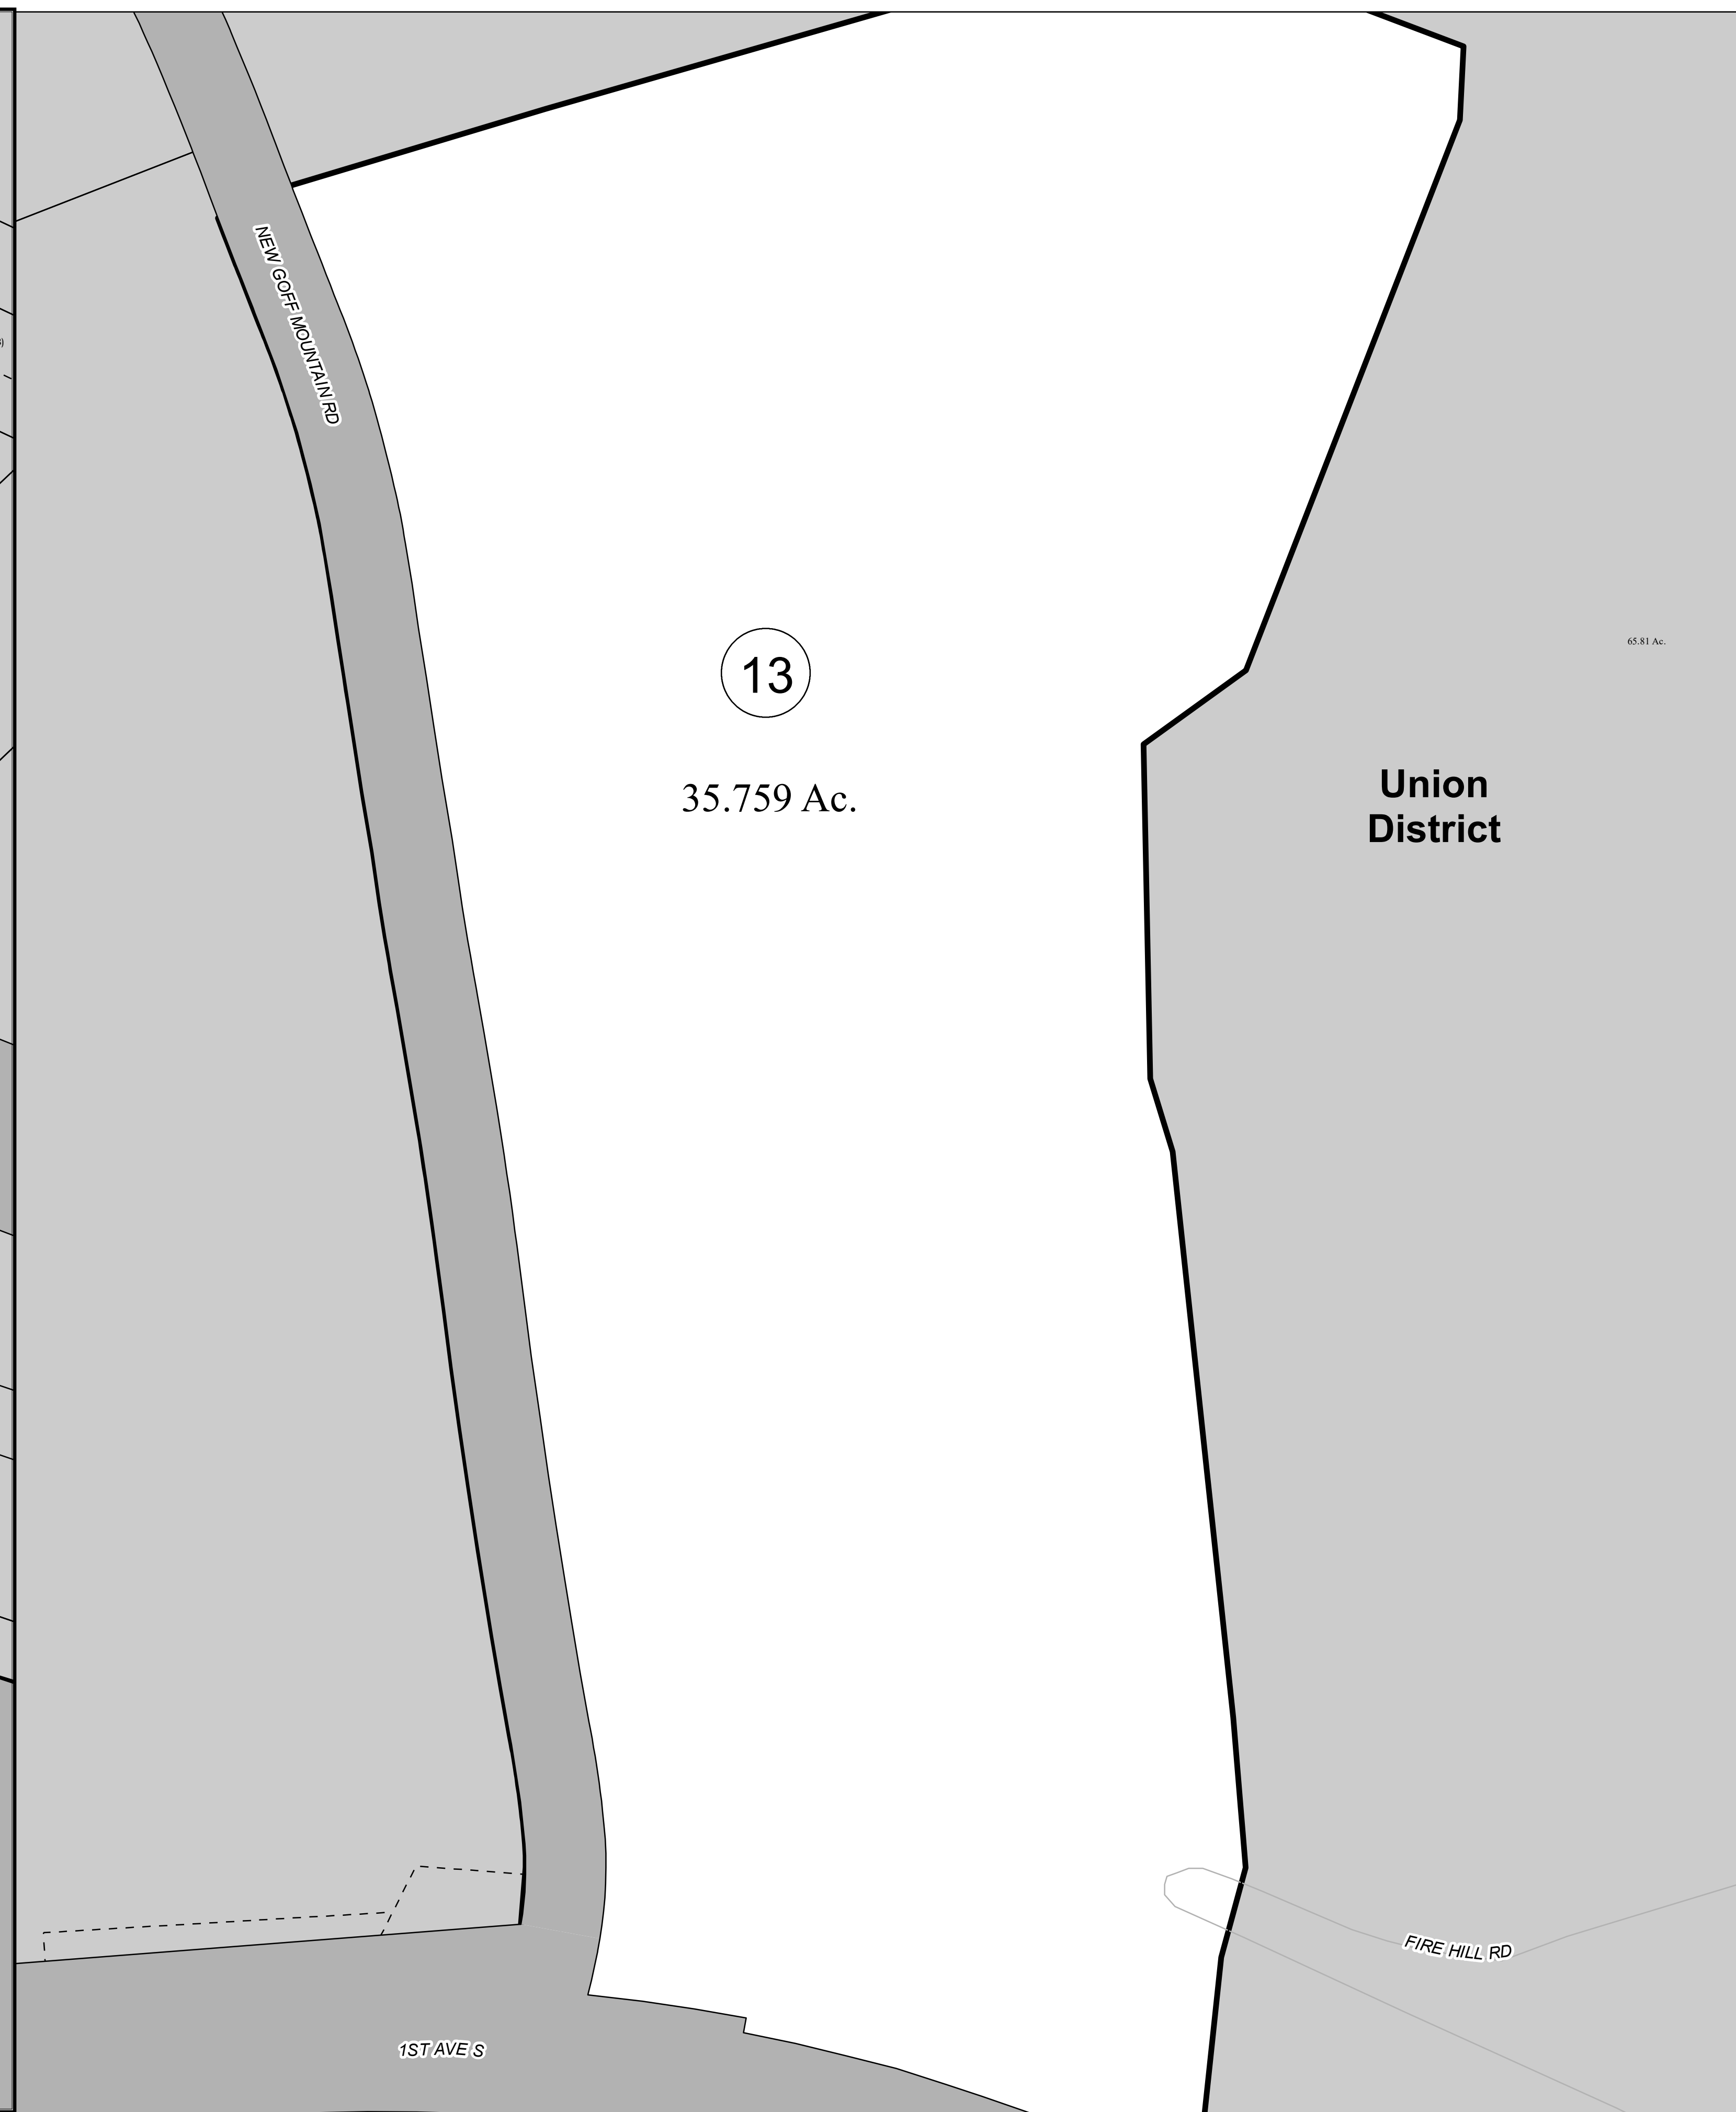 NEW GOFF MOUNTAIN RD
13
35.759 Ac.
65.81 Ac.
Union
District
FIRE HILL RD
1ST AVE S